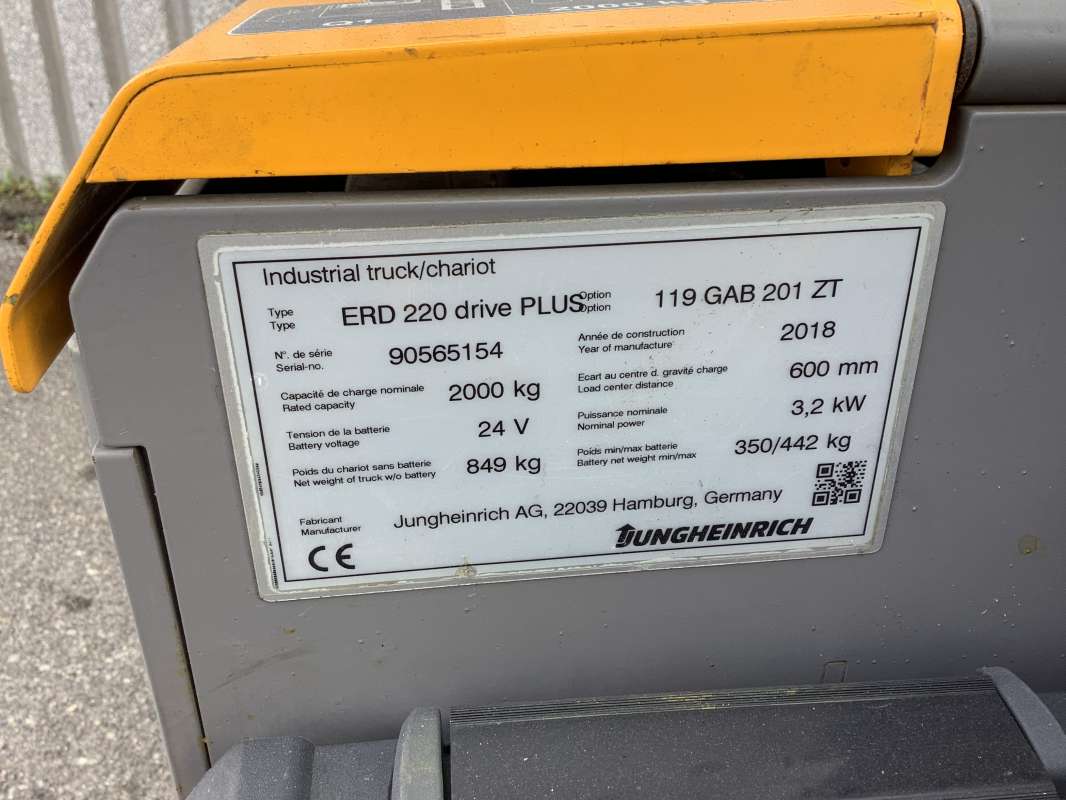 Q1 2000 kg
Industrial truck/chariot
Type
Type
ERD 220 drive PLUS
Option
Option
119 GAB 201 ZT
N°. de série
Serial-no.
90565154
Année de construction
Year of manufacture
2018
Capacité de charge nominale
Rated capacity
2000 kg
Ecart au centre d. gravité charge
Load center distance
600 mm
Tension de la batterie
Battery voltage
24 V
Puissance nominale
Nominal power
3,2 kW
Poids du chariot sans batterie
Net weight of truck w/o battery
849 kg
Poids min/max batterie
Battery net weight min/max
350/442 kg
Fabricant
Manufacturer
Jungheinrich AG, 22039 Hamburg, Germany
CE
JUNGHEINRICH